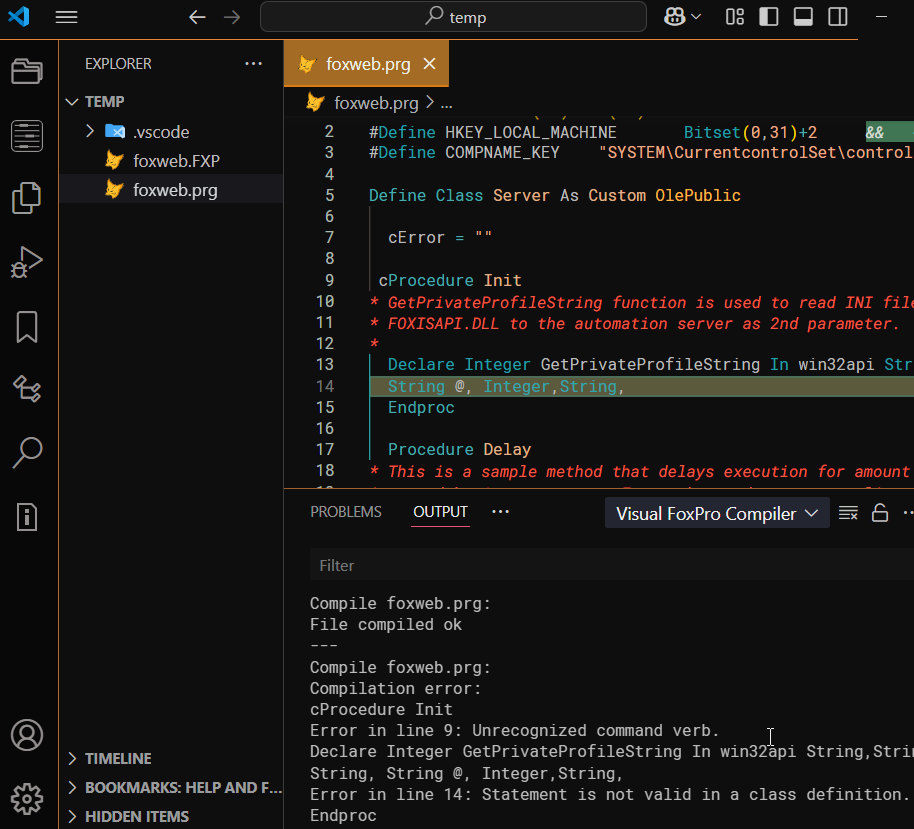 temp
EXPLORER ...
TEMP
.vscode
foxweb.FXP
foxweb.prg
TIMELINE
BOOKMARKS: HELP AND F...
HIDDEN ITEMS
foxweb.prg
foxweb.prg > ...
2 #Define HKEY_LOCAL_MACHINE Bitset(0,31)+2 &&
3 #Define COMPNAME_KEY "SYSTEM\CurrentcontrolSet\control
4
5 Define Class Server As Custom OlePublic
6
7 cError = ""
8
9 cProcedure Init
10 * GetPrivateProfileString function is used to read INI file
11 * FOXISAPI.DLL to the automation server as 2nd parameter.
12 *
13 Declare Integer GetPrivateProfileString In win32api Str
14 String @, Integer,String,
15 Endproc
16
17 Procedure Delay
18 * This is a sample method that delays execution for amount
PROBLEMS OUTPUT ... Visual FoxPro Compiler
Filter
Compile foxweb.prg:
File compiled ok
---
Compile foxweb.prg:
Compilation error:
cProcedure Init
Error in line 9: Unrecognized command verb.
Declare Integer GetPrivateProfileString In win32api String,Strin
String, String @, Integer,String,
Error in line 14: Statement is not valid in a class definition.
Endproc